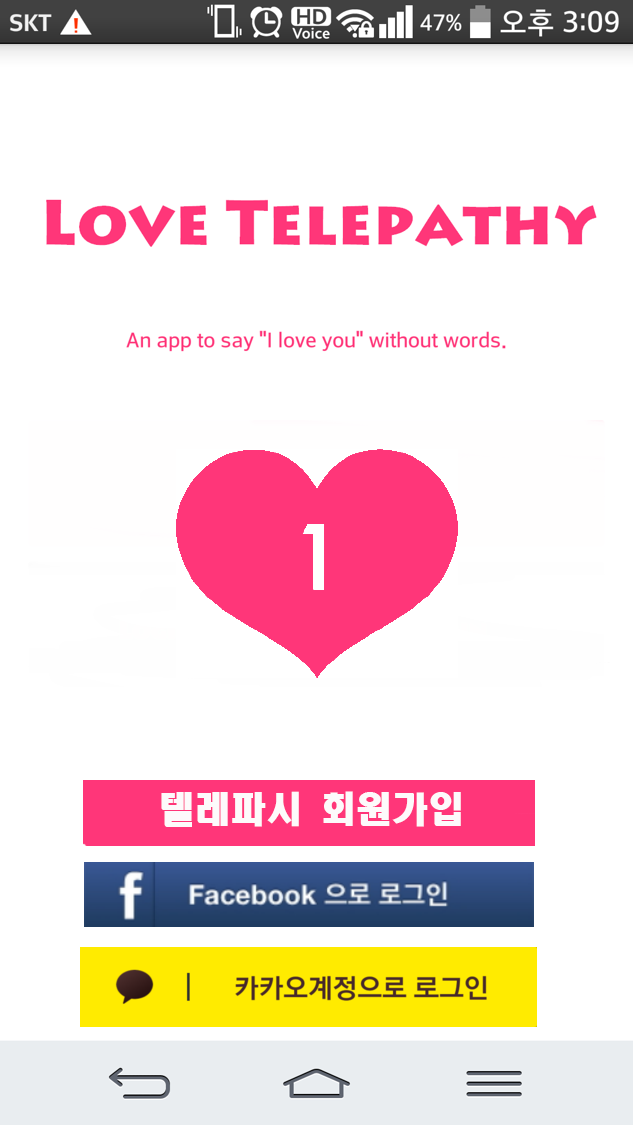 SKT HD Voice 47% 오후 3:09
LOVE TELEPATHY
An app to say "I love you" without words.
1
텔레파시 회원가입
f Facebook 으로 로그인
| 카카오계정으로 로그인